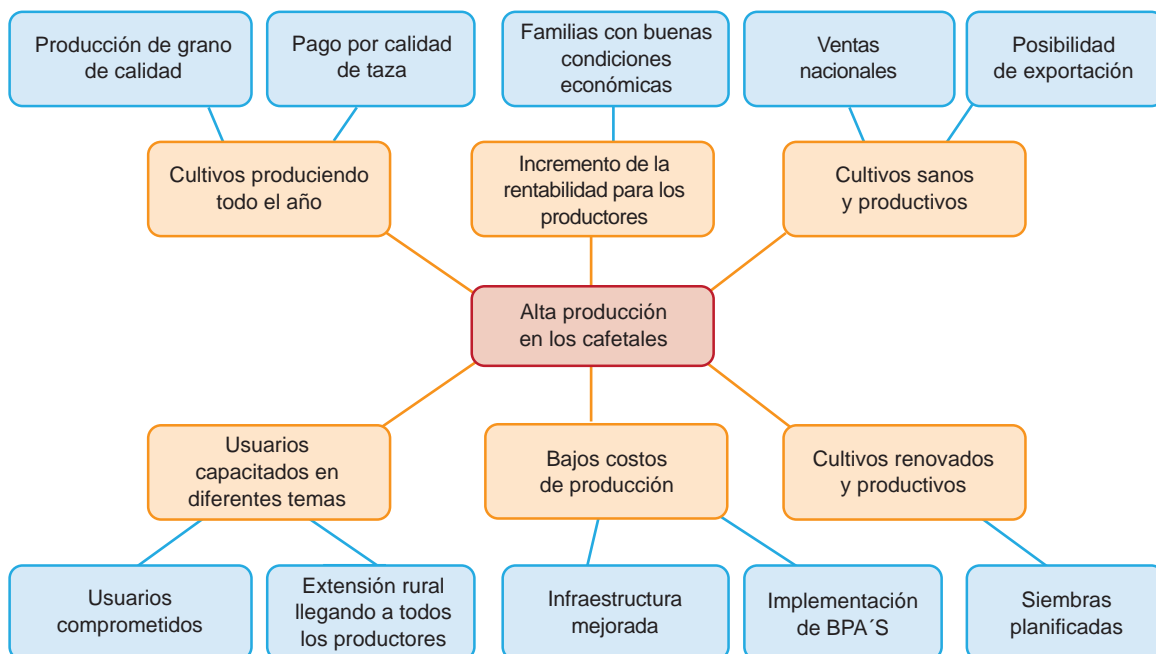 Producción de grano
de calidad
Pago por calidad
de taza
Familias con buenas
condiciones
económicas
Ventas
nacionales
Posibilidad
de exportación
Cultivos produciendo
todo el año
Incremento de la
rentabilidad para los
productores
Cultivos sanos
y productivos
Alta producción
en los cafetales
Usuarios
capacitados en
diferentes temas
Bajos costos
de producción
Cultivos renovados
y productivos
Usuarios
comprometidos
Extensión rural
llegando a todos
los productores
Infraestructura
mejorada
Implementación
de BPA´S
Siembras
planificadas